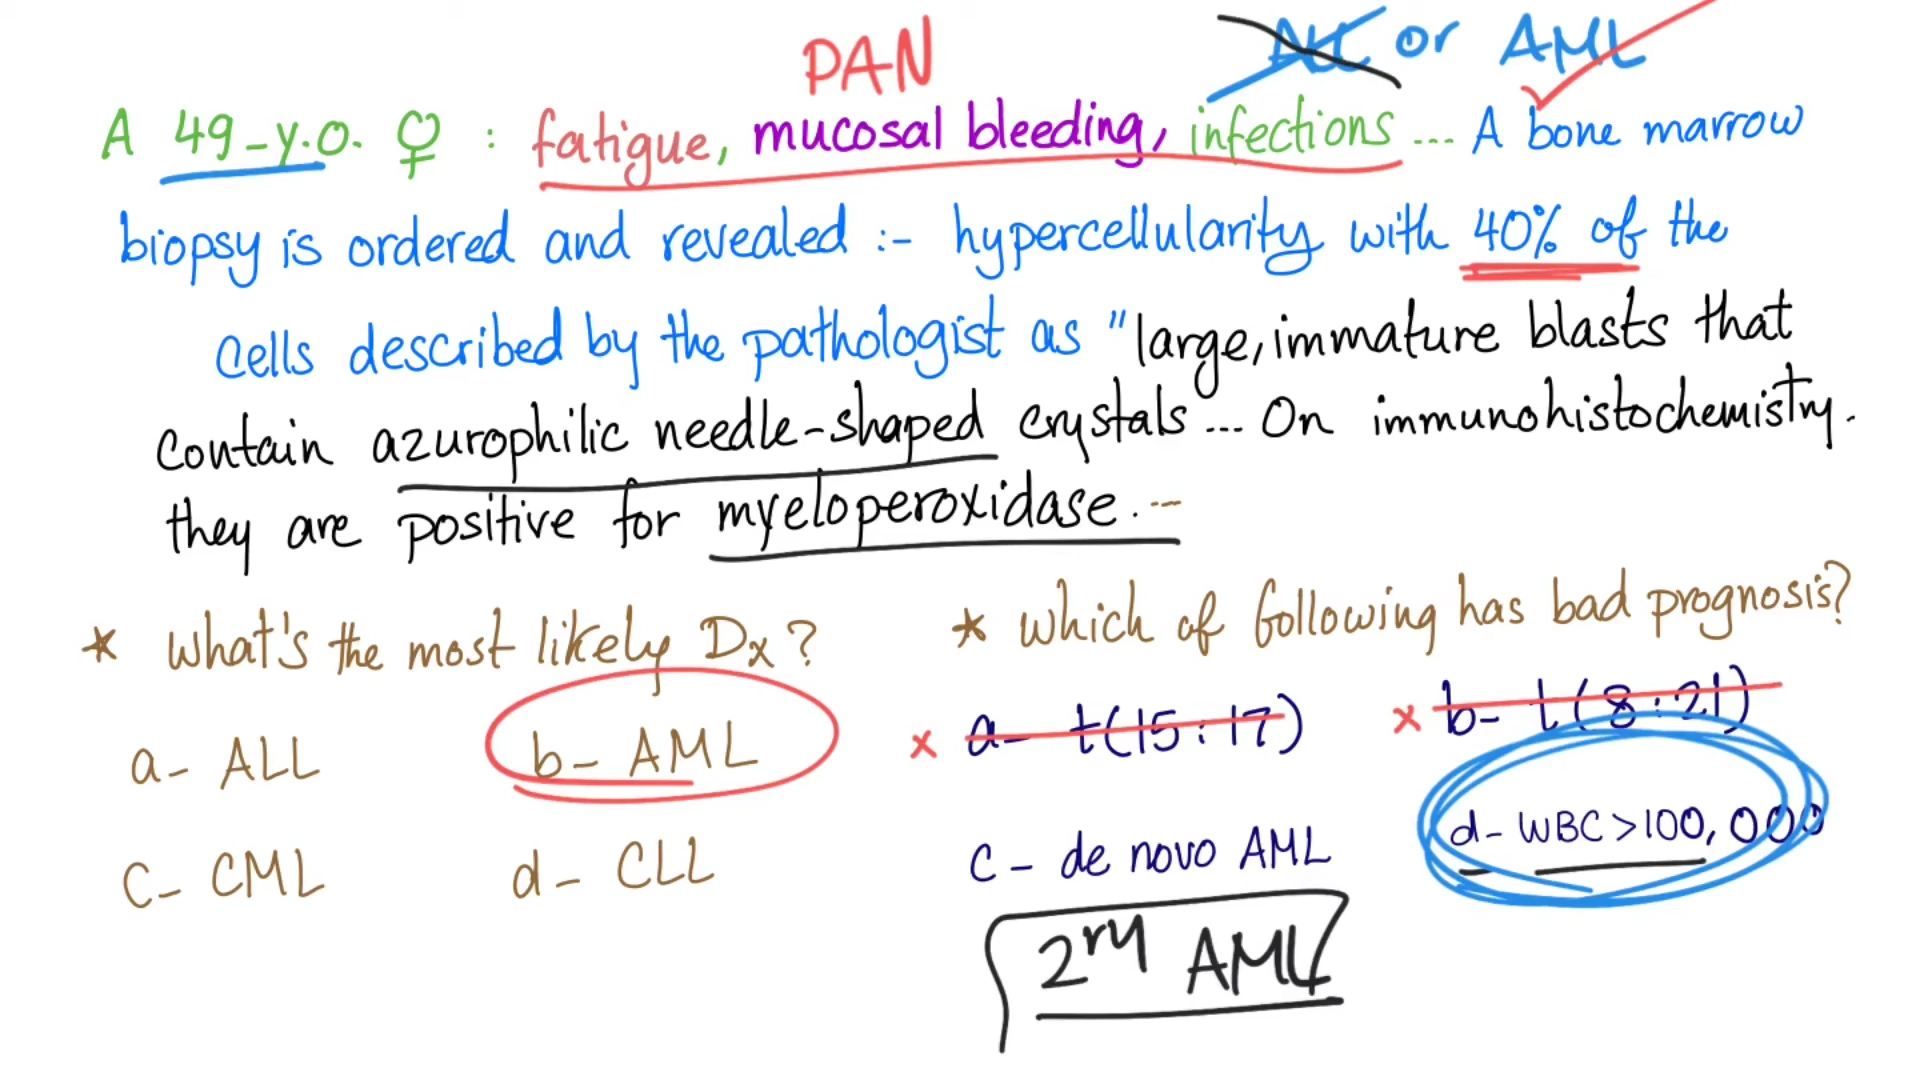 PAN
ALL or AML
A 49-y.o. ♀ : fatigue, mucosal bleeding, infections ... A bone marrow
biopsy is ordered and revealed :- hypercellularity with 40% of the
cells described by the pathologist as "large, immature blasts that
contain azurophilic needle-shaped crystals ... On immunohistochemistry.
they are positive for myeloperoxidase. --
* What's the most likely Dx?
a- ALL
b- AML
c- CML
d- CLL
* Which of following has bad prognosis?
x a- t(15:17)
x b- t(8:21)
c- de novo AML
d- WBC>100,000
2ry AML